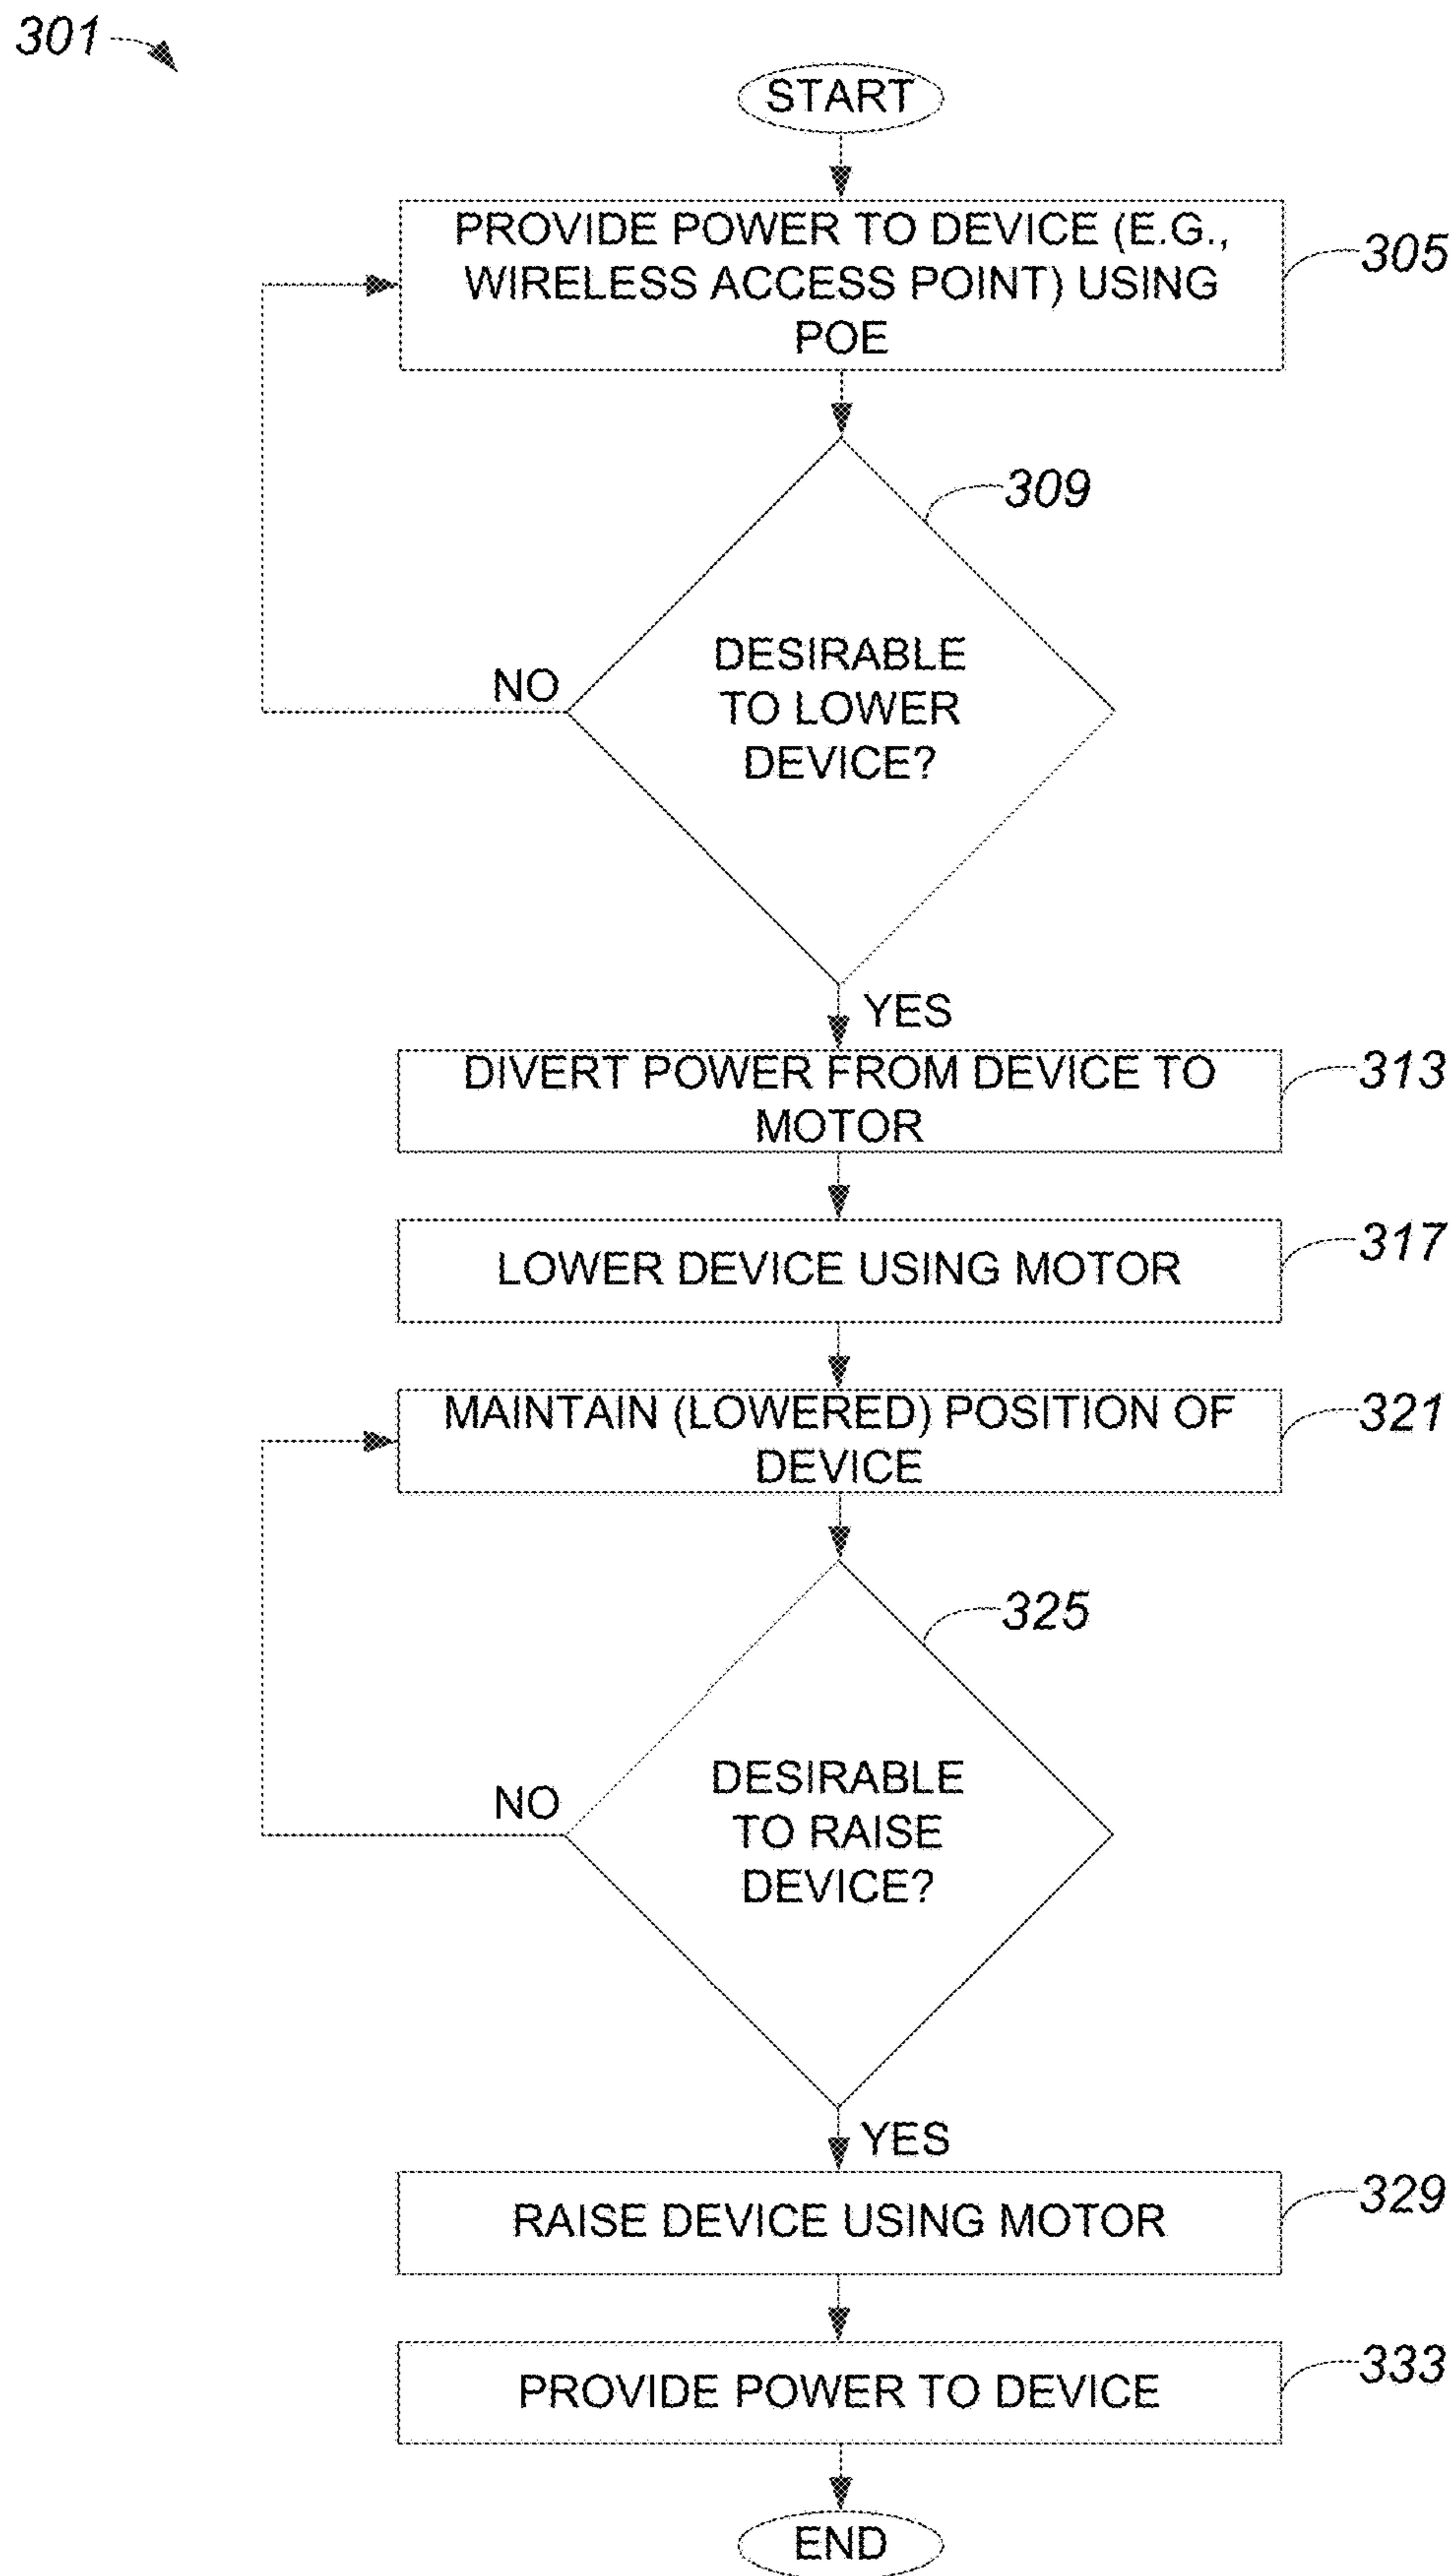 301
START
PROVIDE POWER TO DEVICE (E.G.,
WIRELESS ACCESS POINT) USING
POE
305
309
DESIRABLE
TO LOWER
DEVICE?
NO
YES
DIVERT POWER FROM DEVICE TO
MOTOR
313
LOWER DEVICE USING MOTOR
317
MAINTAIN (LOWERED) POSITION OF
DEVICE
321
325
DESIRABLE
TO RAISE
DEVICE?
NO
YES
RAISE DEVICE USING MOTOR
329
PROVIDE POWER TO DEVICE
333
END